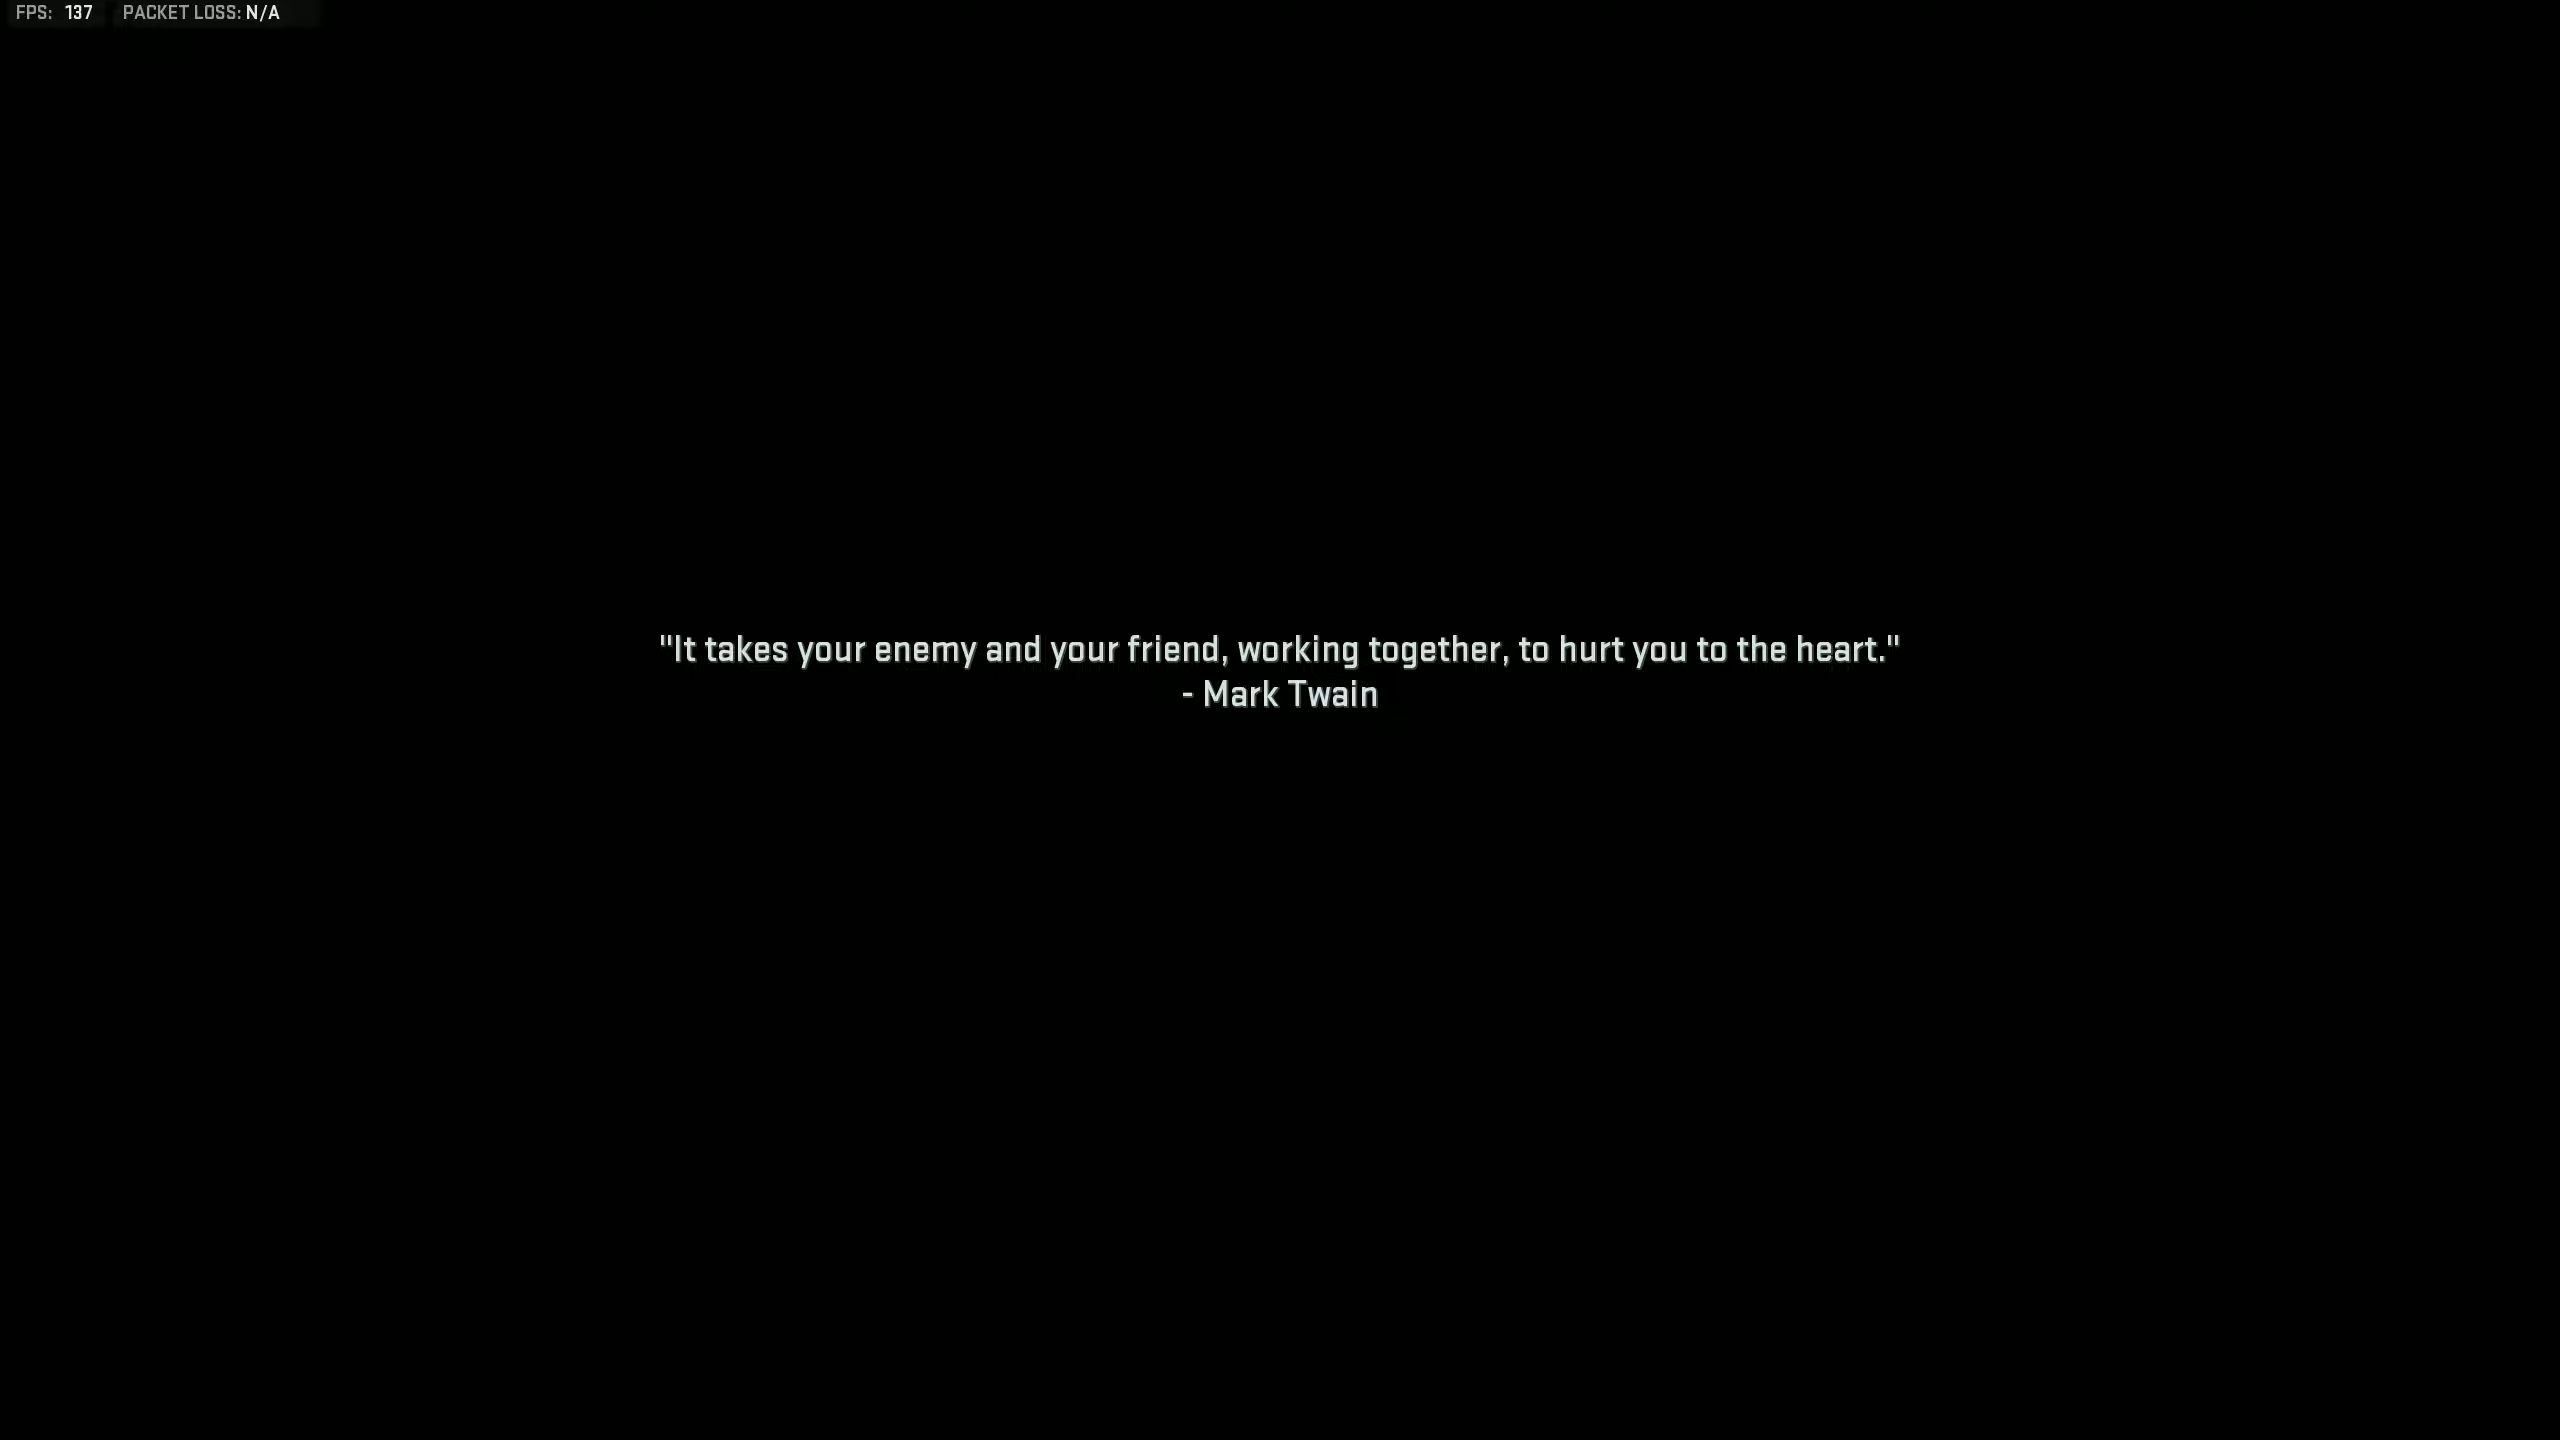 FPS: 137 PACKET LOSS: N/A
"It takes your enemy and your friend, working together, to hurt you to the heart."
- Mark Twain